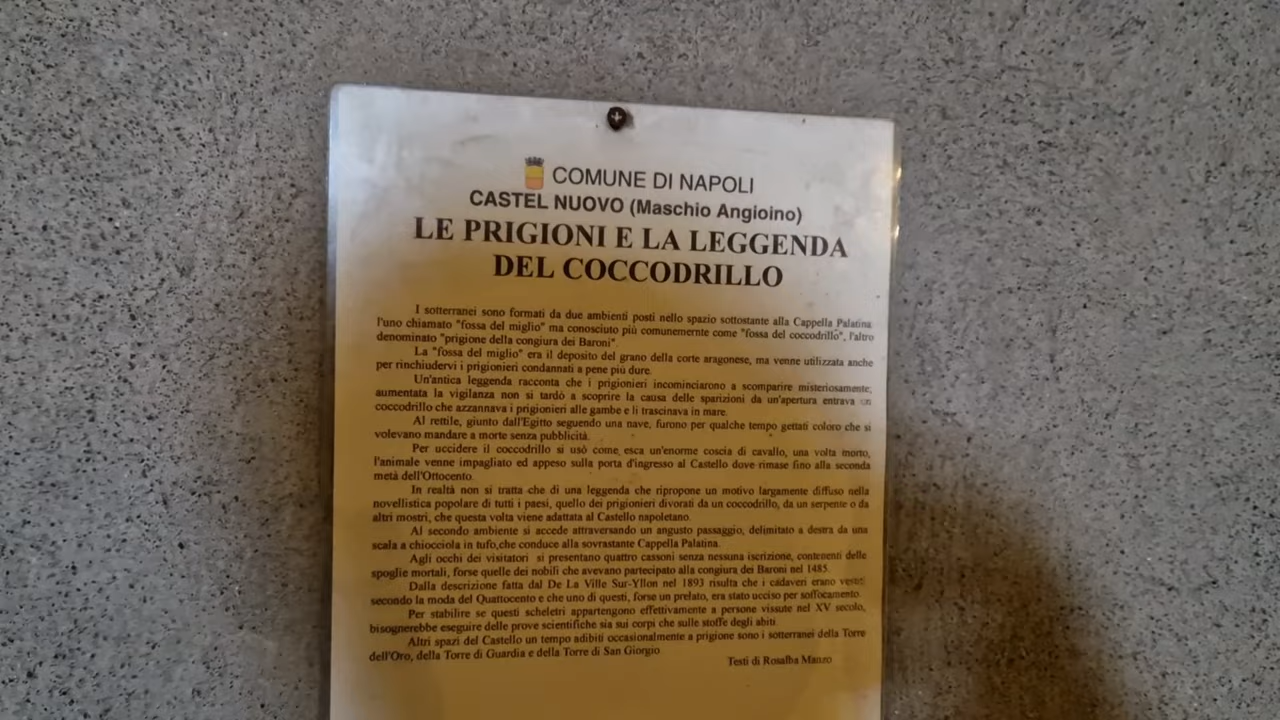 COMUNE DI NAPOLI
CASTEL NUOVO (Maschio Angioino)
LE PRIGIONI E LA LEGGENDA
DEL COCCODRILLO
I sotterranei sono formati da due ambienti posti nello spazio sottostante alla Cappella Palatina
l'uno chiamato "fossa del miglio" ma conosciuto più comunemernte come "fossa del coccodrillo", l'altro
denominato "prigione della congiura dei Baroni".
La "fossa del miglio" era il deposito del grano della corte aragonese, ma venne utilizzata anche
per rinchiudervi i prigionieri condannati a pene più dure.
Un'antica leggenda racconta che i prigionieri incominciarono a scomparire misteriosamente;
aumentata la vigilanza non si tardò a scoprire la causa delle sparizioni da un'apertura entrava un
coccodrillo che azzannava i prigionieri alle gambe e li trascinava in mare.
Al rettile, giunto dall'Egitto seguendo una nave, furono per qualche tempo gettati coloro che si
volevano mandare a morte senza pubblicità.
Per uccidere il coccodrillo si usò come esca un'enorme coscia di cavallo, una volta morto,
l'animale venne impagliato ed appeso sulla porta d'ingresso al Castello dove rimase fino alla seconda
metà dell'Ottocento.
In realtà non si tratta che di una leggenda che ripropone un motivo largamente diffuso nella
novellistica popolare di tutti i paesi, quello dei prigionieri divorati da un coccodrillo, da un serpente o da
altri mostri, che questa volta viene adattata al Castello napoletano.
Al secondo ambiente si accede attraversando un angusto passaggio, delimitato a destra da una
scala a chiocciola in tufo,che conduce alla sovrastante Cappella Palatina.
Agli occhi dei visitatori si presentano quattro cassoni senza nessuna iscrizione, contenenti delle
spoglie mortali, forse quelle dei nobili che avevano partecipato alla congiura dei Baroni nel 1485.
Dalla descrizione fatta dal De La Ville Sur-Yllon nel 1893 risulta che i cadaveri erano vestiti
secondo la moda del Quattocento e che uno di questi, forse un prelato, era stato ucciso per soffocamento.
Per stabilire se questi scheletri appartengono effettivamente a persone vissute nel XV secolo,
bisognerebbe eseguire delle prove scientifiche sia sui corpi che sulle stoffe degli abiti.
Altri spazi del Castello un tempo adibiti occasionalmente a prigione sono i sotterranei della Torre
dell'Oro, della Torre di Guardia e della Torre di San Giorgio
Testi di Rosalba Manzo